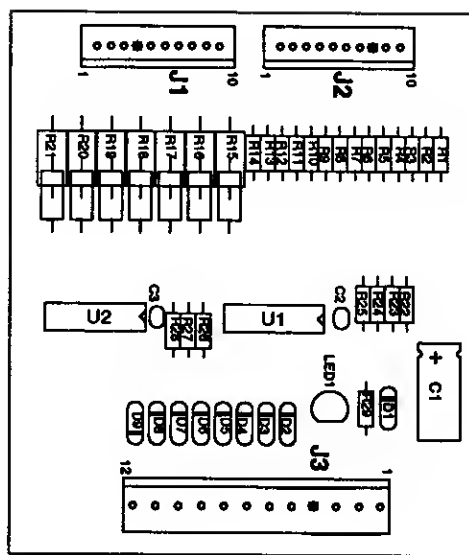 1 10 1 10
J1 J2
R21 R20 R19 R18 R17 R16 R15 R14 R13 R12 R11 R10 R9 R8 R7 R6 R5 R4 R3 R2 R1
U2 C3 R28 R27 R26 U1 C2 R25 R24 R23 R22
+
C1
LED1 R29 D1
D9 D8 D7 D6 D5 D4 D3 D2
J3
12 1